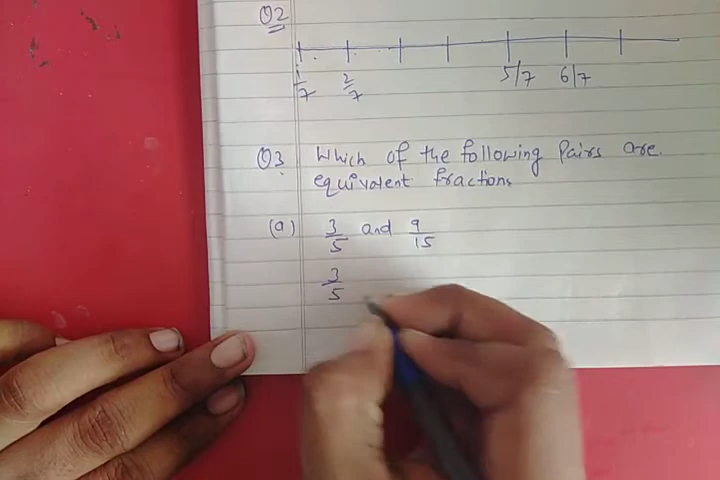 Q2
1/7 2/7 5/7 6/7
Q3 Which of the following Pairs are
equivalent fractions
(a) 3/5 and 9/15
3/5